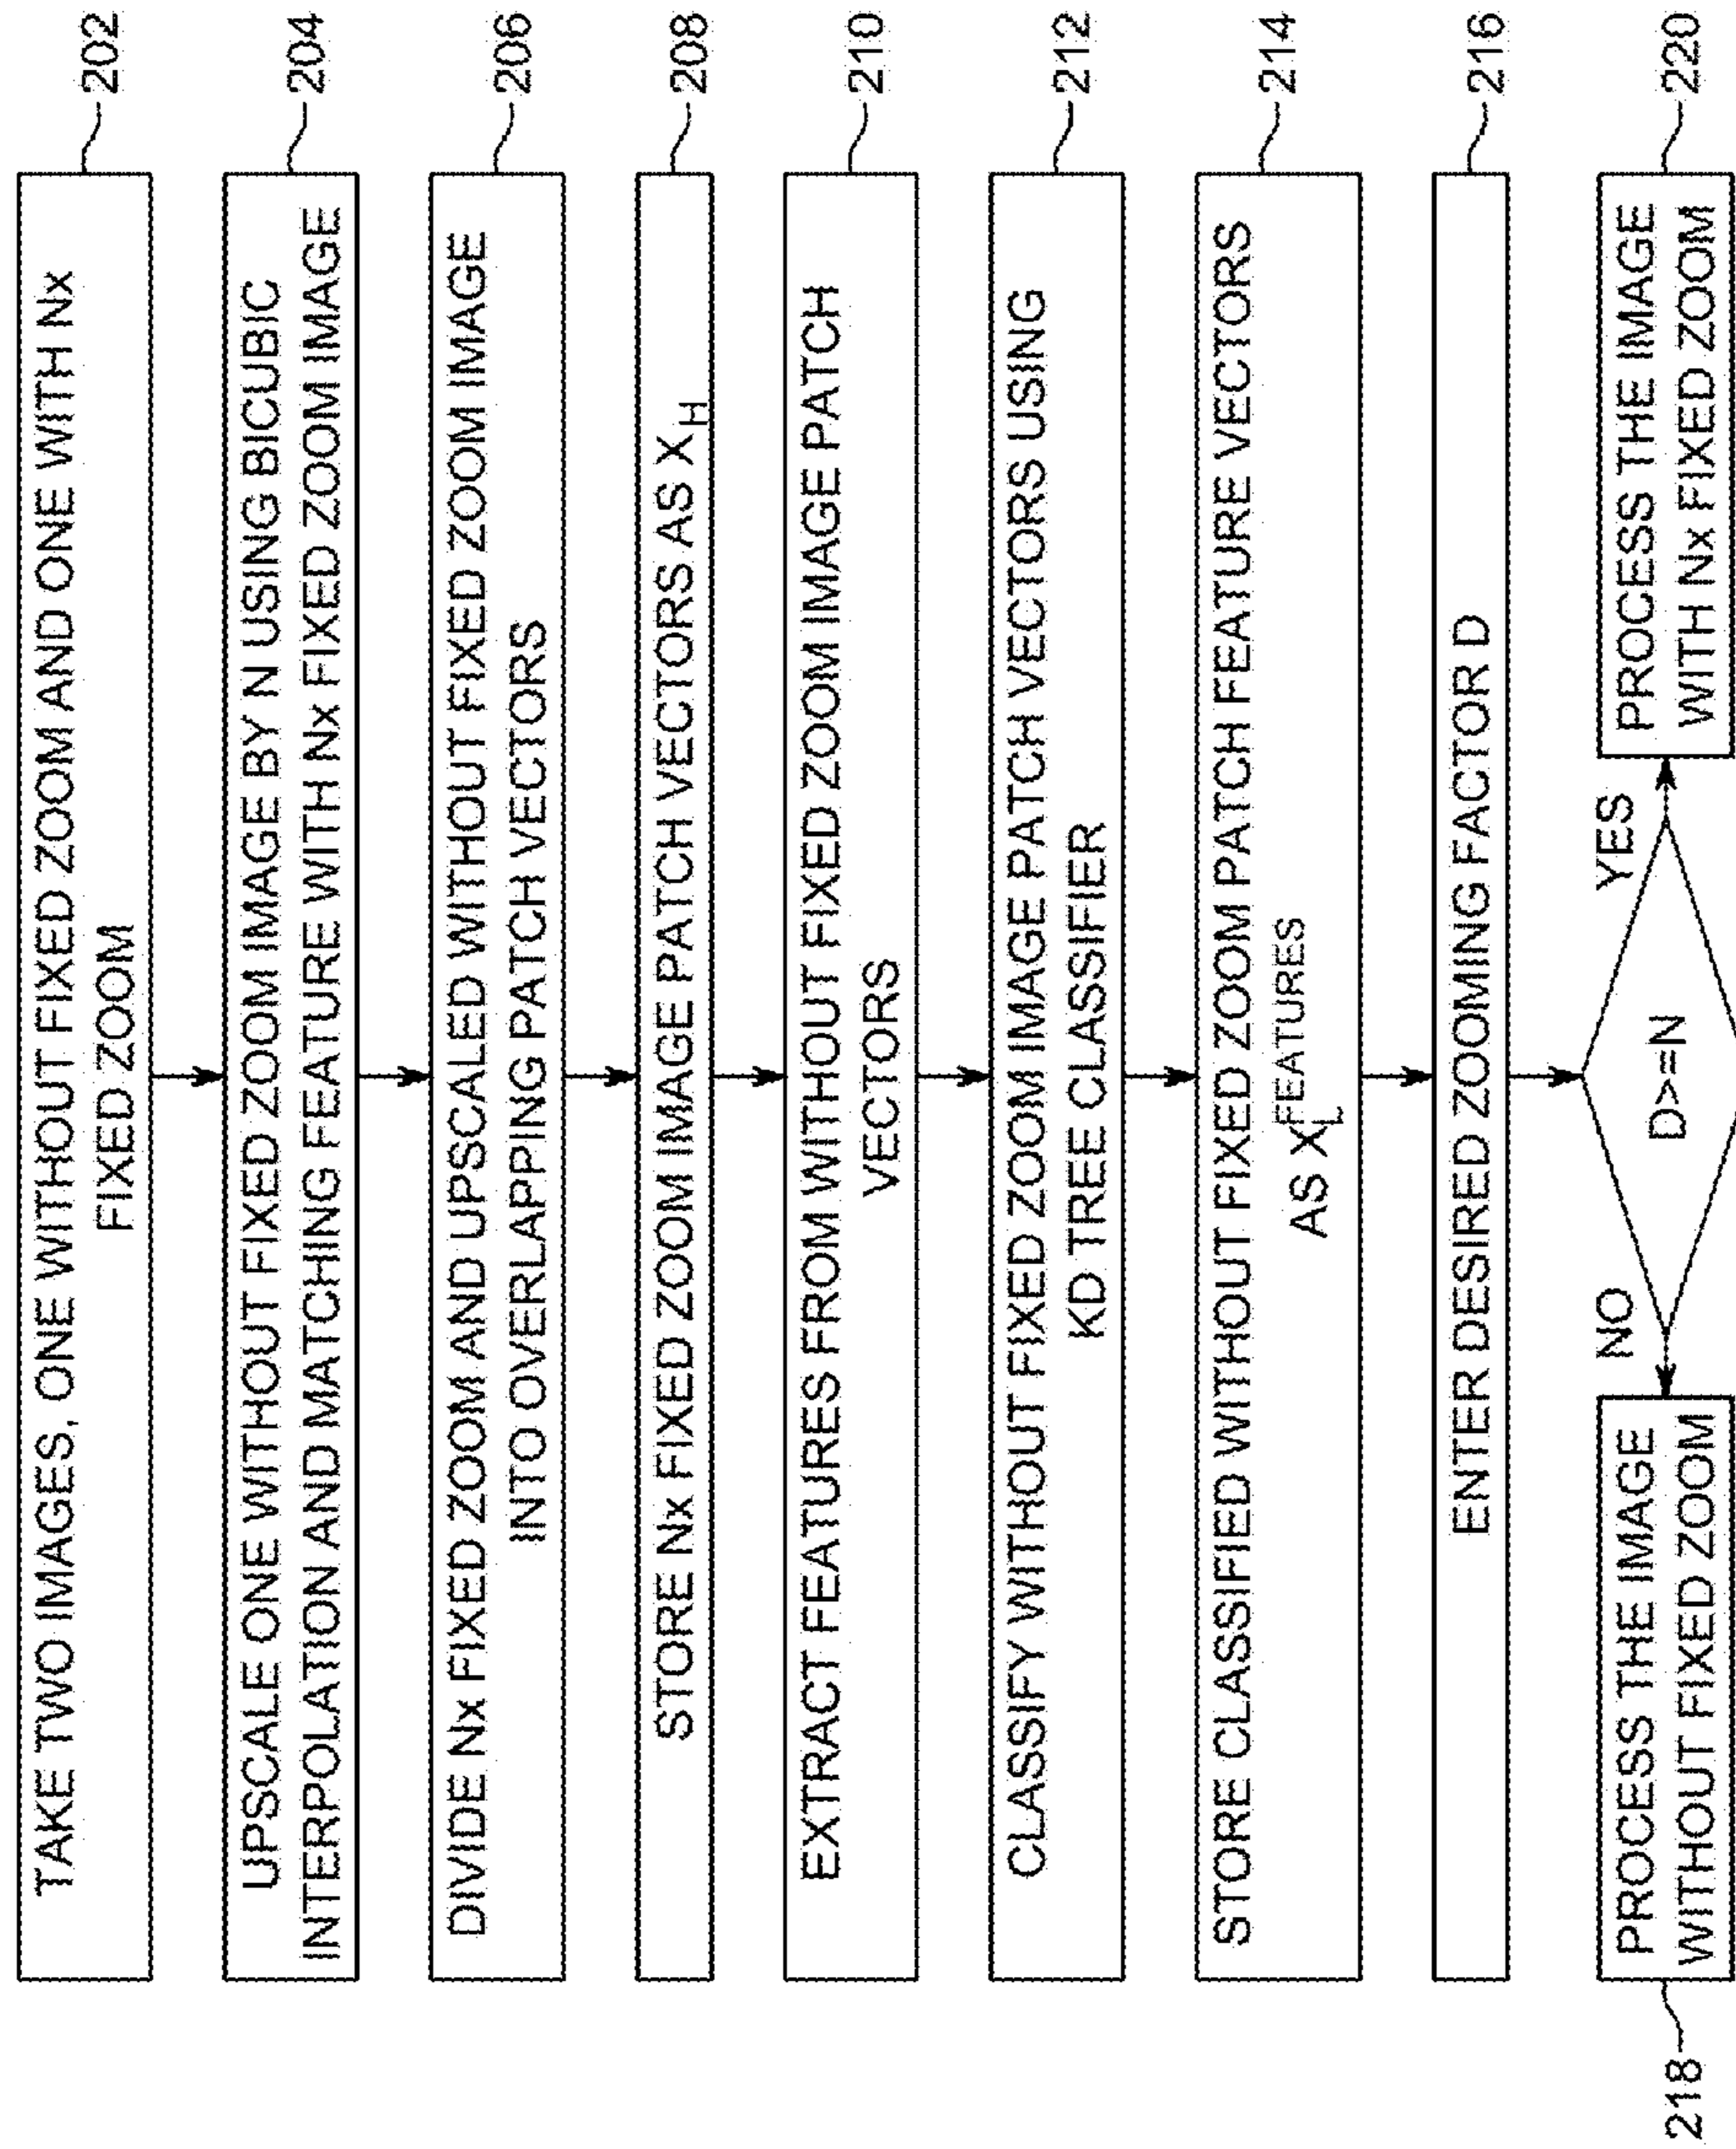 TAKE TWO IMAGES, ONE WITHOUT FIXED ZOOM AND ONE WITH Nx
FIXED ZOOM
202
UPSCALE ONE WITHOUT FIXED ZOOM IMAGE BY N USING BICUBIC
INTERPOLATION AND MATCHING FEATURE WITH Nx FIXED ZOOM IMAGE
204
DIVIDE Nx FIXED ZOOM AND UPSCALED WITHOUT FIXED ZOOM IMAGE
INTO OVERLAPPING PATCH VECTORS
206
STORE Nx FIXED ZOOM IMAGE PATCH VECTORS AS X_H
208
EXTRACT FEATURES FROM WITHOUT FIXED ZOOM IMAGE PATCH
VECTORS
210
CLASSIFY WITHOUT FIXED ZOOM IMAGE PATCH VECTORS USING
KD TREE CLASSIFIER
212
STORE CLASSIFIED WITHOUT FIXED ZOOM PATCH FEATURE VECTORS
AS X_L^FEATURES
214
ENTER DESIRED ZOOMING FACTOR D
216
D>=N
NO
YES
218
PROCESS THE IMAGE
WITHOUT FIXED ZOOM
PROCESS THE IMAGE
WITH Nx FIXED ZOOM
220